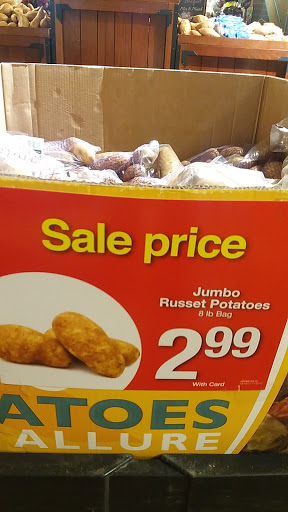 Sale price
Jumbo
Russet Potatoes
8 lb Bag
2 99
With Card
ATOES
ALLURE